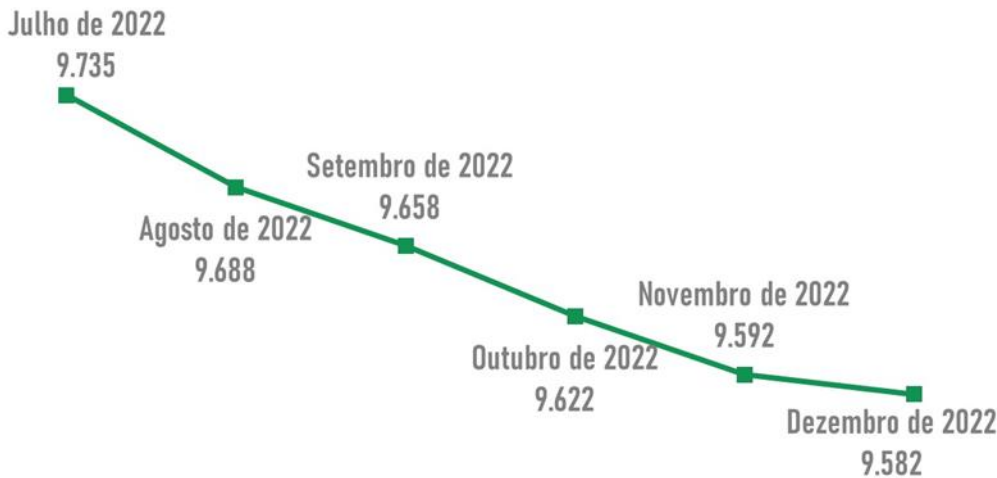 Julho de 2022
9.735
Agosto de 2022
9.688
Setembro de 2022
9.658
Outubro de 2022
9.622
Novembro de 2022
9.592
Dezembro de 2022
9.582